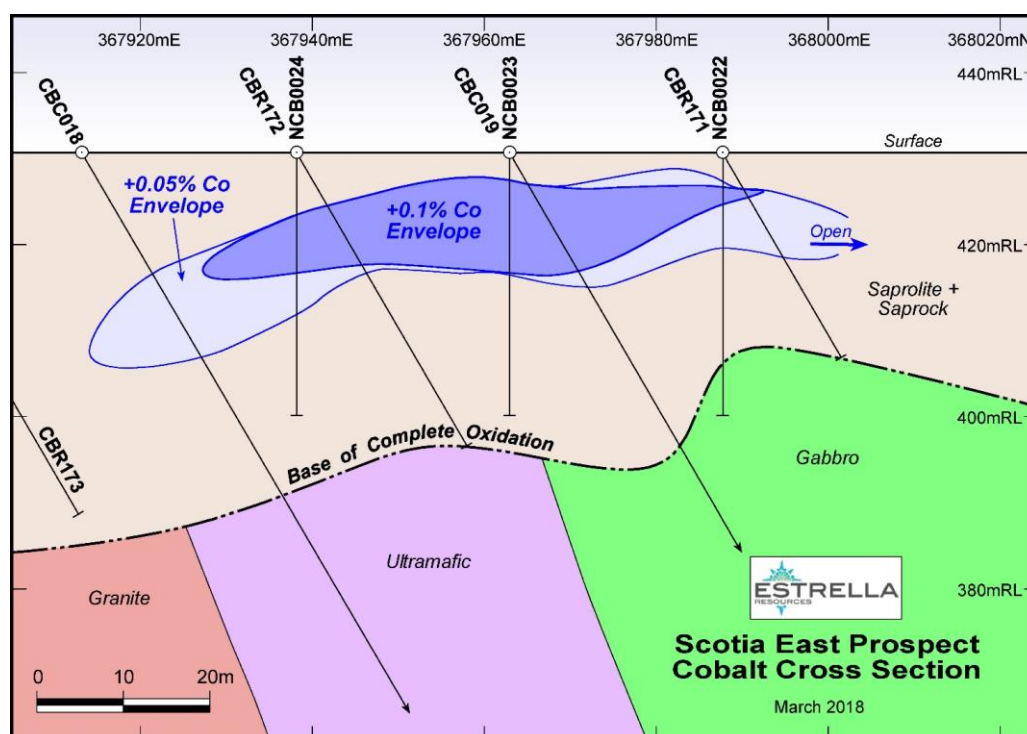 367920mE 367940mE 367960mE 367980mE 368000mE 368020mN
440mRL
CBC018
CBR172
NCB0024
CBC019
NCB0023
CBR171
NCB0022
Surface
+0.05% Co
Envelope
+0.1% Co
Envelope
Open
420mRL
Saprolite +
Saprock
400mRL
CBR173
Base of Complete Oxidation
Gabbro
Ultramafic
Granite
380mRL
ESTRELLA
RESOURCES
Scotia East Prospect
Cobalt Cross Section
March 2018
0 10 20m